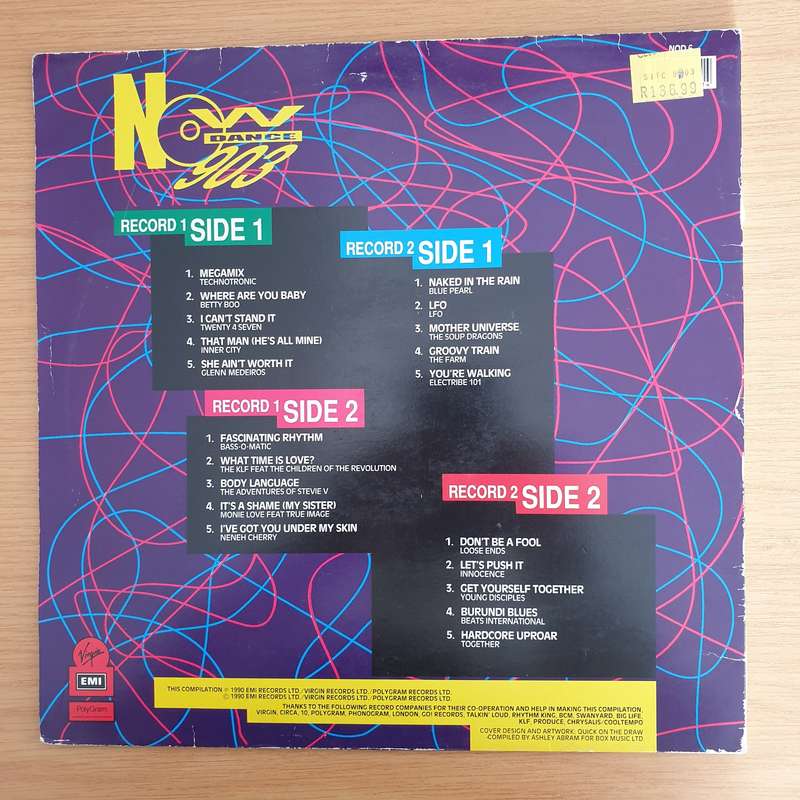 NOD 6
SITC 0903
R136.99
NOW
DANCE
903
RECORD 1 SIDE 1
1. MEGAMIX
TECHNOTRONIC
2. WHERE ARE YOU BABY
BETTY BOO
3. I CAN'T STAND IT
TWENTY 4 SEVEN
4. THAT MAN (HE'S ALL MINE)
INNER CITY
5. SHE AIN'T WORTH IT
GLENN MEDEIROS
RECORD 1 SIDE 2
1. FASCINATING RHYTHM
BASS-O-MATIC
2. WHAT TIME IS LOVE?
THE KLF FEAT THE CHILDREN OF THE REVOLUTION
3. BODY LANGUAGE
THE ADVENTURES OF STEVIE V
4. IT'S A SHAME (MY SISTER)
MONIE LOVE FEAT TRUE IMAGE
5. I'VE GOT YOU UNDER MY SKIN
NENEH CHERRY
RECORD 2 SIDE 1
1. NAKED IN THE RAIN
BLUE PEARL
2. LFO
LFO
3. MOTHER UNIVERSE
THE SOUP DRAGONS
4. GROOVY TRAIN
THE FARM
5. YOU'RE WALKING
ELECTRIBE 101
RECORD 2 SIDE 2
1. DON'T BE A FOOL
LOOSE ENDS
2. LET'S PUSH IT
INNOCENCE
3. GET YOURSELF TOGETHER
YOUNG DISCIPLES
4. BURUNDI BLUES
BEATS INTERNATIONAL
5. HARDCORE UPROAR
TOGETHER
Virgin
EMI
PolyGram
THIS COMPILATION ℗ 1990 EMI RECORDS LTD./VIRGIN RECORDS LTD./POLYGRAM RECORDS LTD.
© 1990 EMI RECORDS LTD./VIRGIN RECORDS LTD./POLYGRAM RECORDS LTD.
THANKS TO THE FOLLOWING RECORD COMPANIES FOR THEIR CO-OPERATION AND HELP IN MAKING THIS COMPILATION,
VIRGIN, CIRCA, 10, POLYGRAM, PHONOGRAM, LONDON, GO! RECORDS, TALKIN' LOUD, RHYTHM KING, BCM, SWANYARD, BIG LIFE,
KLF, PRODUCE, CHRYSALIS-COOLTEMPO
COVER DESIGN AND ARTWORK: QUICK ON THE DRAW
-COMPILED BY ASHLEY ABRAM FOR BOX MUSIC LTD